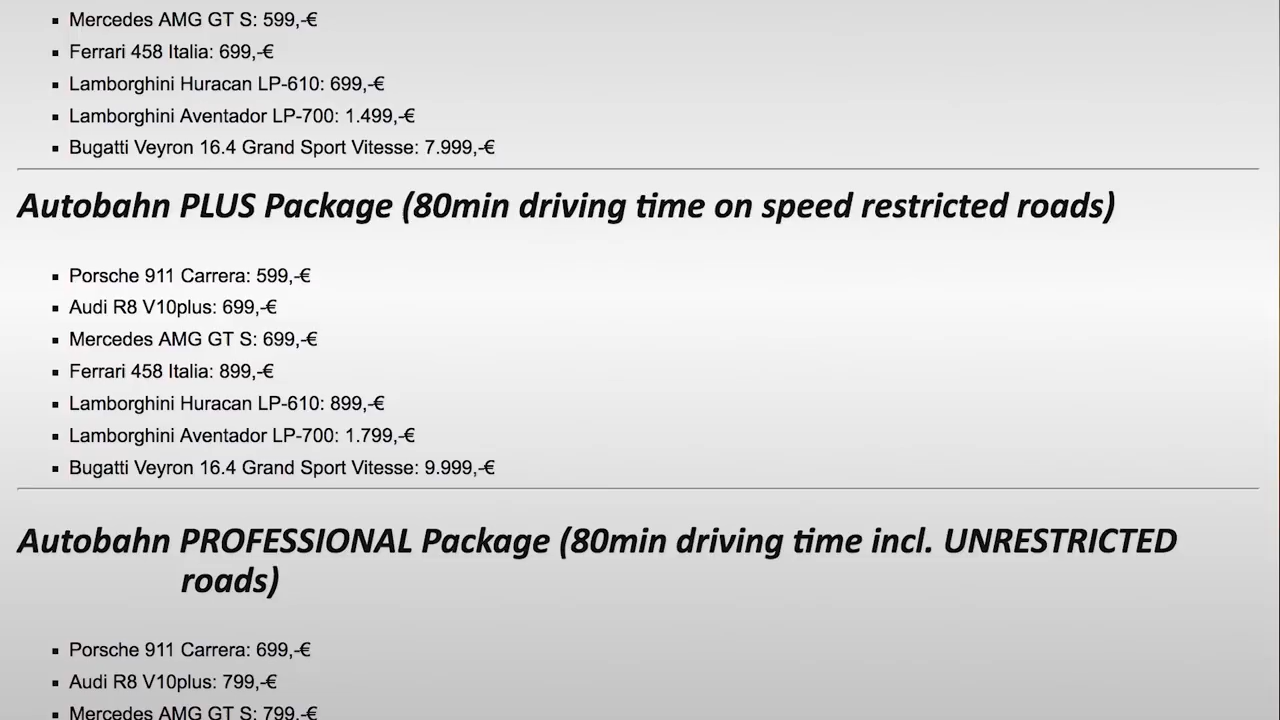 Mercedes AMG GT S: 599,-€
Ferrari 458 Italia: 699,-€
Lamborghini Huracan LP-610: 699,-€
Lamborghini Aventador LP-700: 1.499,-€
Bugatti Veyron 16.4 Grand Sport Vitesse: 7.999,-€
Autobahn PLUS Package (80min driving time on speed restricted roads)
Porsche 911 Carrera: 599,-€
Audi R8 V10plus: 699,-€
Mercedes AMG GT S: 699,-€
Ferrari 458 Italia: 899,-€
Lamborghini Huracan LP-610: 899,-€
Lamborghini Aventador LP-700: 1.799,-€
Bugatti Veyron 16.4 Grand Sport Vitesse: 9.999,-€
Autobahn PROFESSIONAL Package (80min driving time incl. UNRESTRICTED
roads)
Porsche 911 Carrera: 699,-€
Audi R8 V10plus: 799,-€
Mercedes AMG GT S: 799,-€